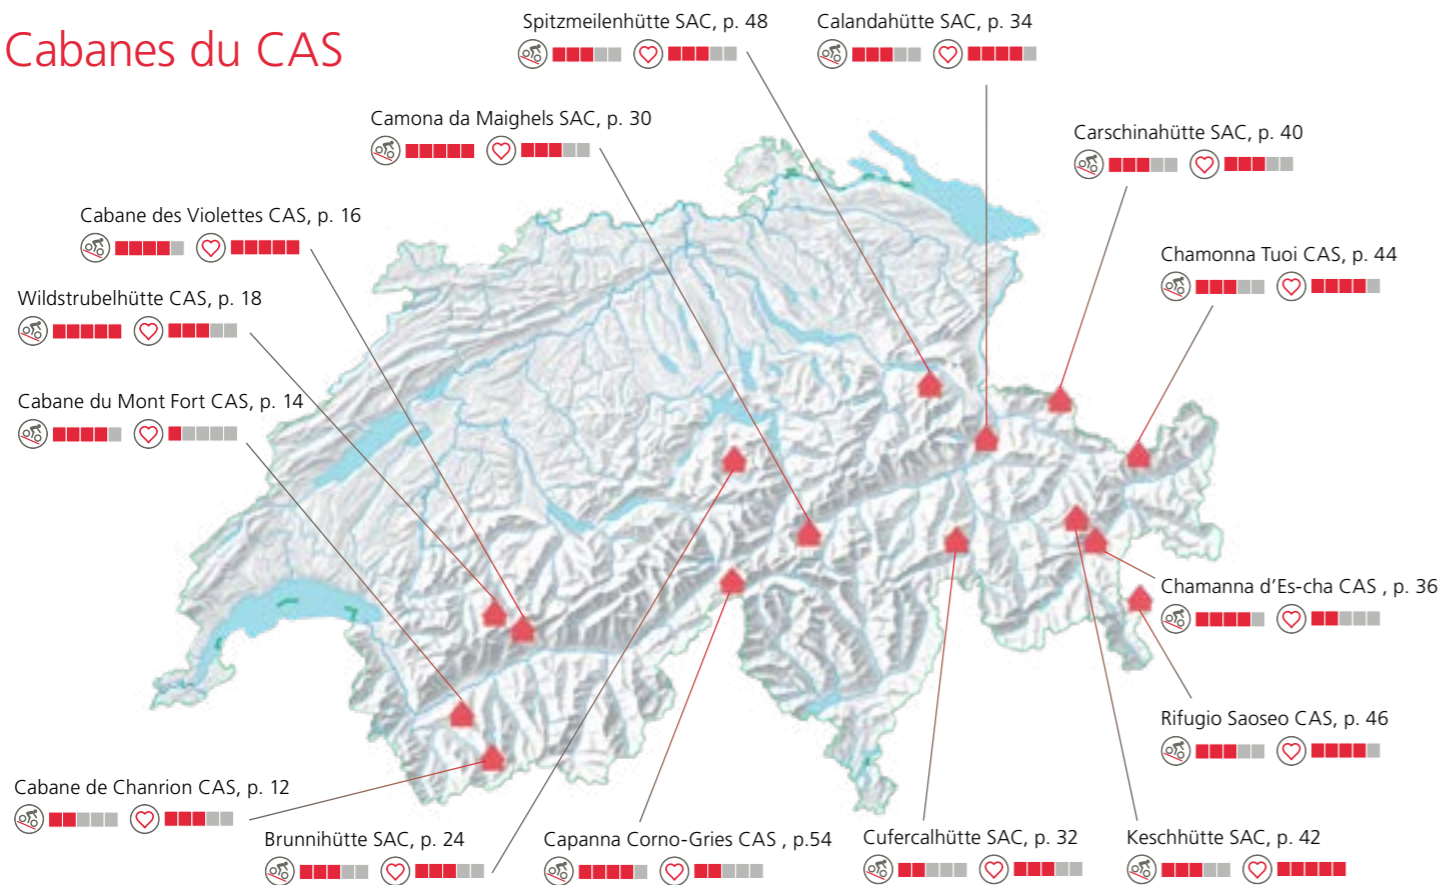 Cabanes du CAS
Spitzmeilenhütte SAC, p. 48
Calandahütte SAC, p. 34
Camona da Maighels SAC, p. 30
Carschinahütte SAC, p. 40
Cabane des Violettes CAS, p. 16
Chamonna Tuoi CAS, p. 44
Wildstrubelhütte CAS, p. 18
Cabane du Mont Fort CAS, p. 14
Chamanna d'Es-cha CAS , p. 36
Rifugio Saoseo CAS, p. 46
Cabane de Chanrion CAS, p. 12
Brunnihütte SAC, p. 24
Capanna Corno-Gries CAS , p.54
Cufercalhütte SAC, p. 32
Keschhütte SAC, p. 42